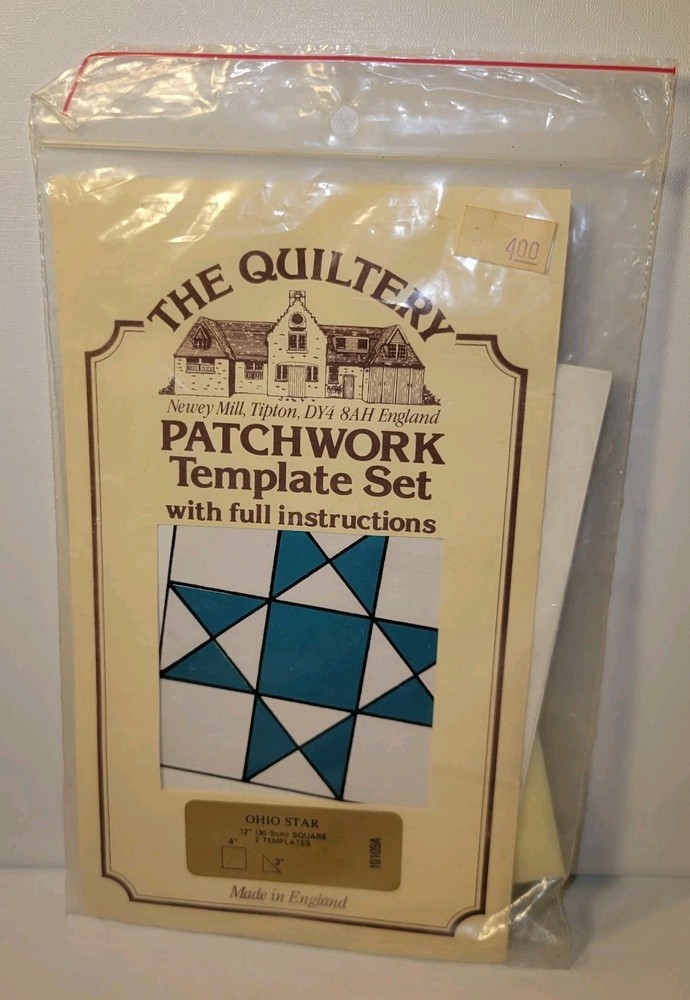 400
THE QUILTERY
Newey Mill, Tipton, DY4 8AH England
PATCHWORK
Template Set
with full instructions
OHIO STAR
12" (30·5cm) SQUARE
2 TEMPLATES
4"
3"
10109A
Made in England